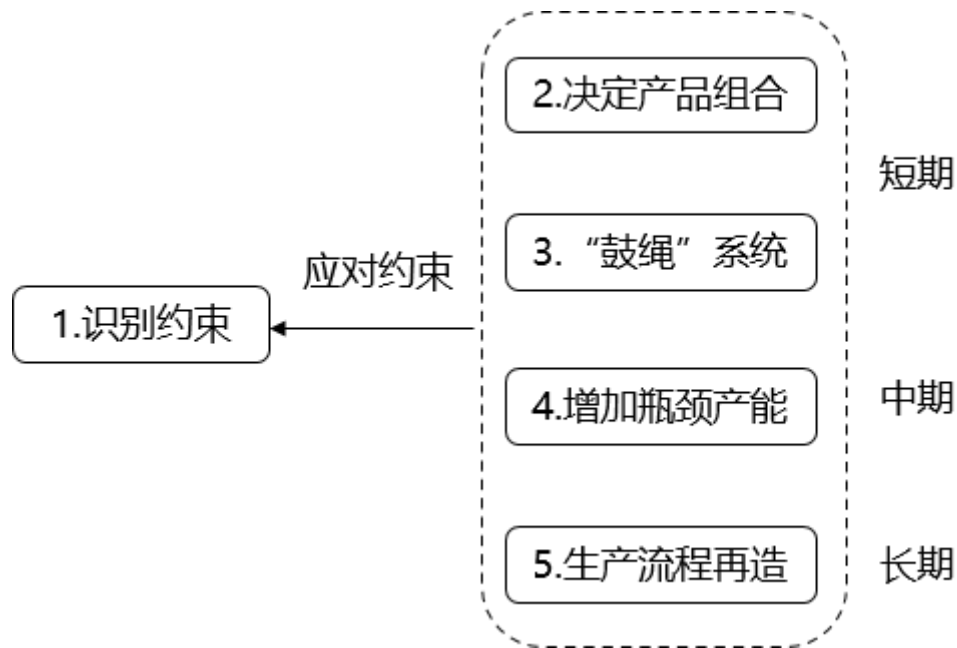 2.决定产品组合
短期
3.“鼓绳”系统
应对约束
1.识别约束
4.增加瓶颈产能
中期
5.生产流程再造
长期